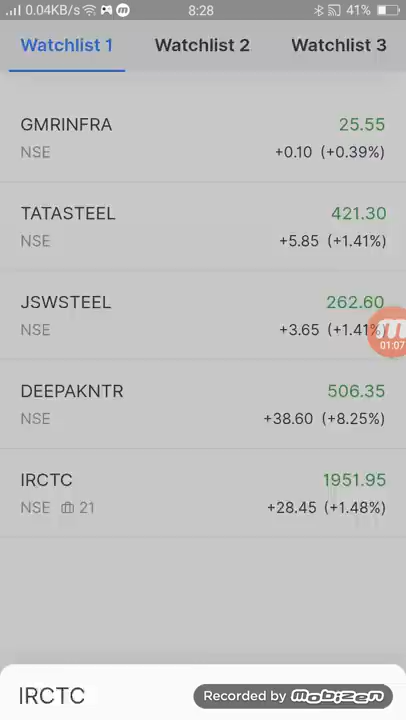 0.04KB/s 8:28 41%
Watchlist 1 Watchlist 2 Watchlist 3
GMRINFRA 25.55
NSE +0.10 (+0.39%)
TATASTEEL 421.30
NSE +5.85 (+1.41%)
JSWSTEEL 262.60
NSE +3.65 (+1.41%)
01:07
DEEPAKNTR 506.35
NSE +38.60 (+8.25%)
IRCTC 1951.95
NSE 21 +28.45 (+1.48%)
IRCTC Recorded by mobizen